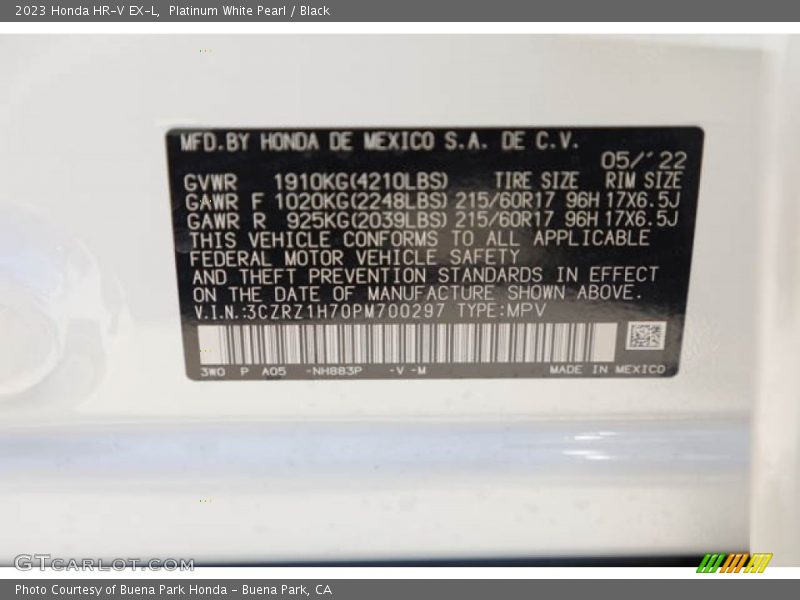 2023 Honda HR-V EX-L,  Platinum White Pearl / Black
MFD.BY HONDA DE MEXICO S.A. DE C.V.
05/'22
GVWR 1910KG(4210LBS) TIRE SIZE RIM SIZE
GAWR F 1020KG(2248LBS) 215/60R17 96H 17X6.5J
GAWR R 925KG(2039LBS) 215/60R17 96H 17X6.5J
THIS VEHICLE CONFORMS TO ALL APPLICABLE
FEDERAL MOTOR VEHICLE SAFETY
AND THEFT PREVENTION STANDARDS IN EFFECT
ON THE DATE OF MANUFACTURE SHOWN ABOVE.
V.I.N.:3CZRZ1H70PM700297 TYPE:MPV
3W0 P A05 -NH883P -V -M MADE IN MEXICO
GTCARLOT.COM
Photo Courtesy of Buena Park Honda - Buena Park, CA